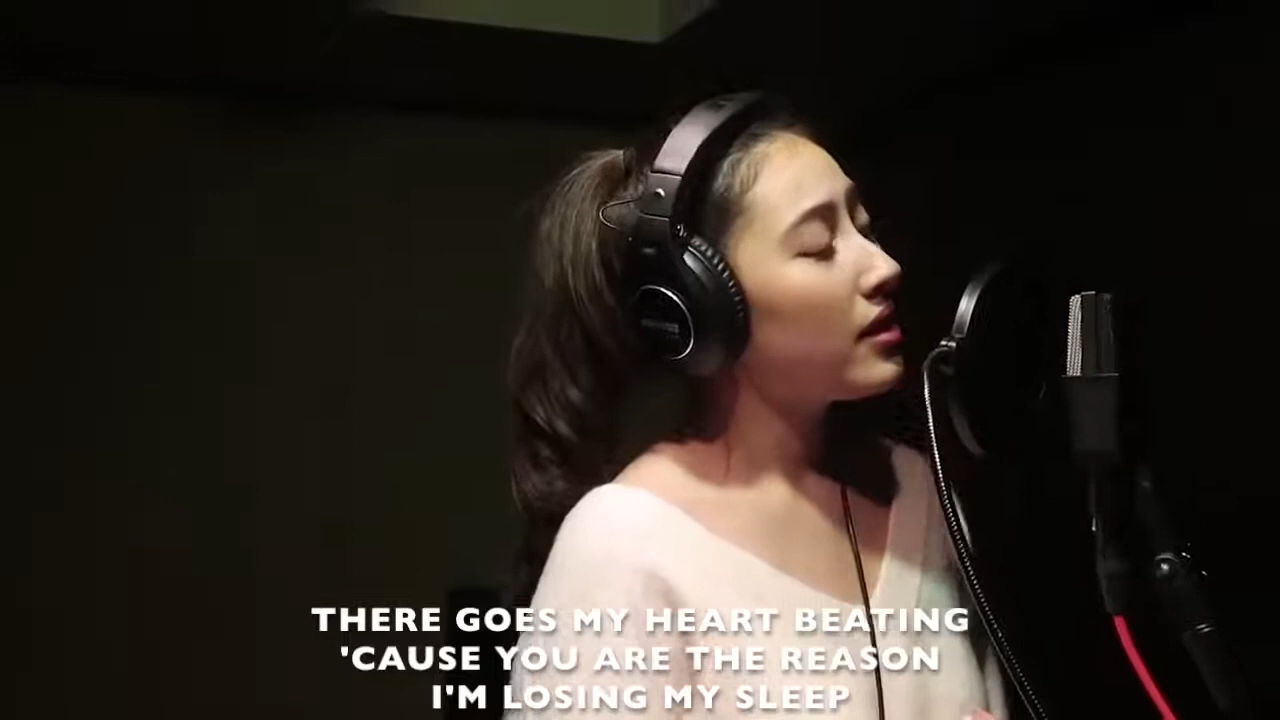 THERE GOES MY HEART BEATING
'CAUSE YOU ARE THE REASON
I'M LOSING MY SLEEP